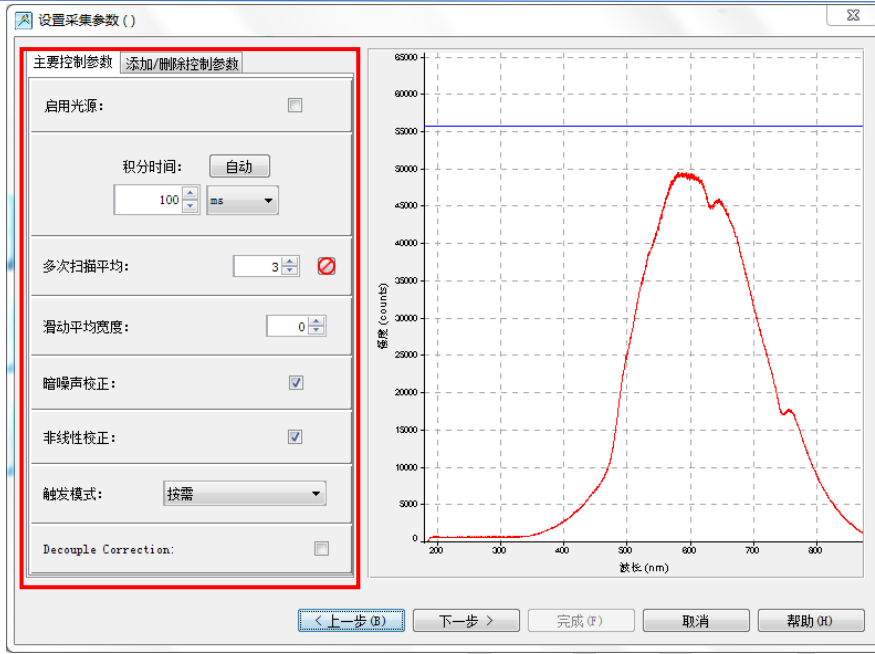 设置采集参数 ()
主要控制参数 添加/删除控制参数
启用光源:
积分时间: 自动
100 ms
多次扫描平均: 3
滑动平均宽度: 0
暗噪声校正:
非线性校正:
触发模式: 按需
Decouple Correction:
65000
60000
55000
50000
45000
40000
35000
30000
25000
20000
15000
10000
5000
0
强度 (counts)
200 300 400 500 600 700 800
波长 (nm)
< 上一步(B) 下一步 > 完成(F) 取消 帮助(H)